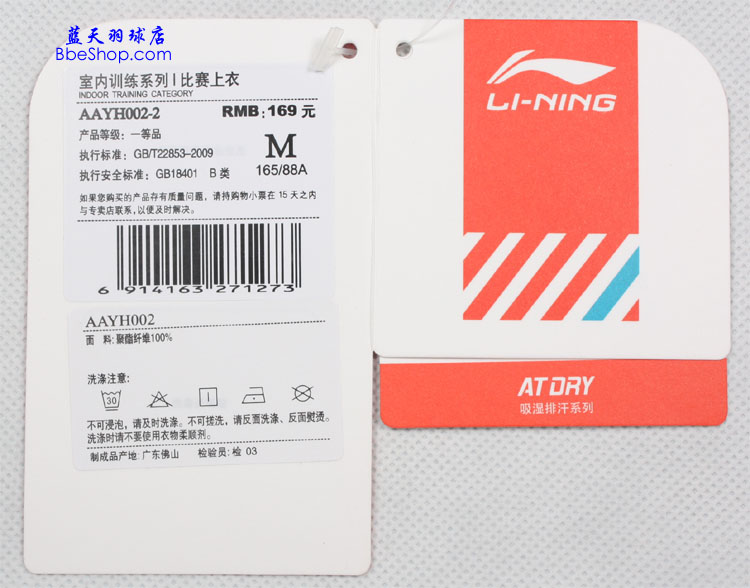 蓝天羽球店
BbeShop.com
室内训练系列 | 比赛上衣
INDOOR TRAINING CATEGORY
AAYH002-2 RMB: 169 元
产品等级: 一等品
执行标准: GB/T22853-2009 M
执行安全标准: GB18401 B 类 165/88A
如果您购买的产品存有质量问题, 请持购物小票在 15 天之内
与专卖店联系, 以便及时解决。
6 914163 271273
AAYH002
面 料: 聚酯纤维100%
洗涤注意:
30
不可浸泡, 请及时洗涤。不可搓洗, 请反面洗涤、反面熨烫。
洗涤时请不要使用衣物柔顺剂。
制成品产地: 广东佛山 检验员: 检 03
LI-NING
AT DRY
吸湿排汗系列